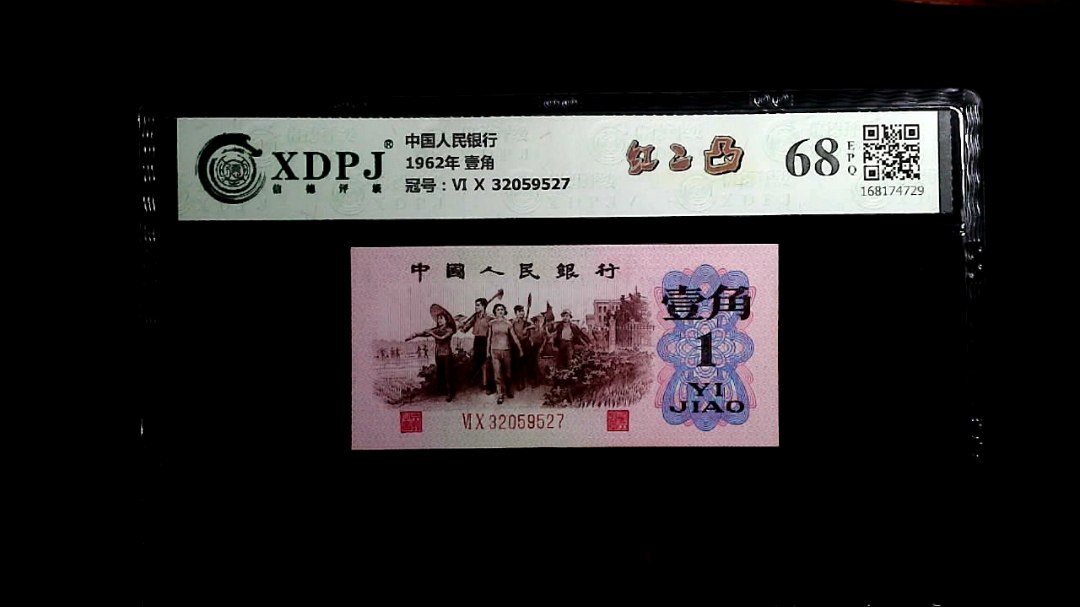 XDPJ®
信德评级
中国人民银行
1962年 壹角
冠号：VI X 32059527
红二凸
68
EPQ
168174729
中國人民銀行
壹角
1
YI
JIAO
VI X 32059527